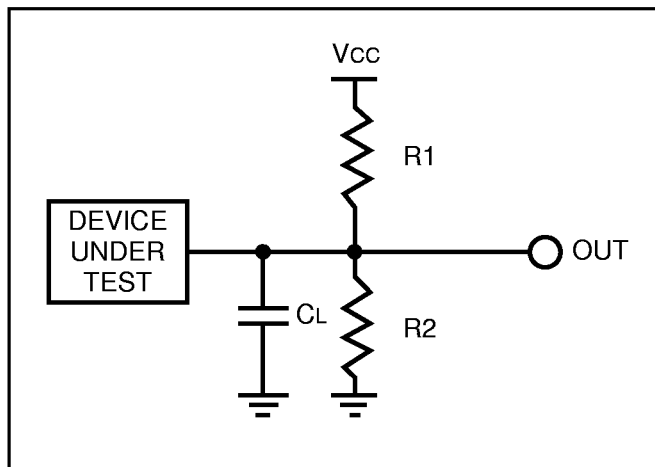 Vcc
R1
DEVICE
UNDER
TEST
OUT
CL
R2